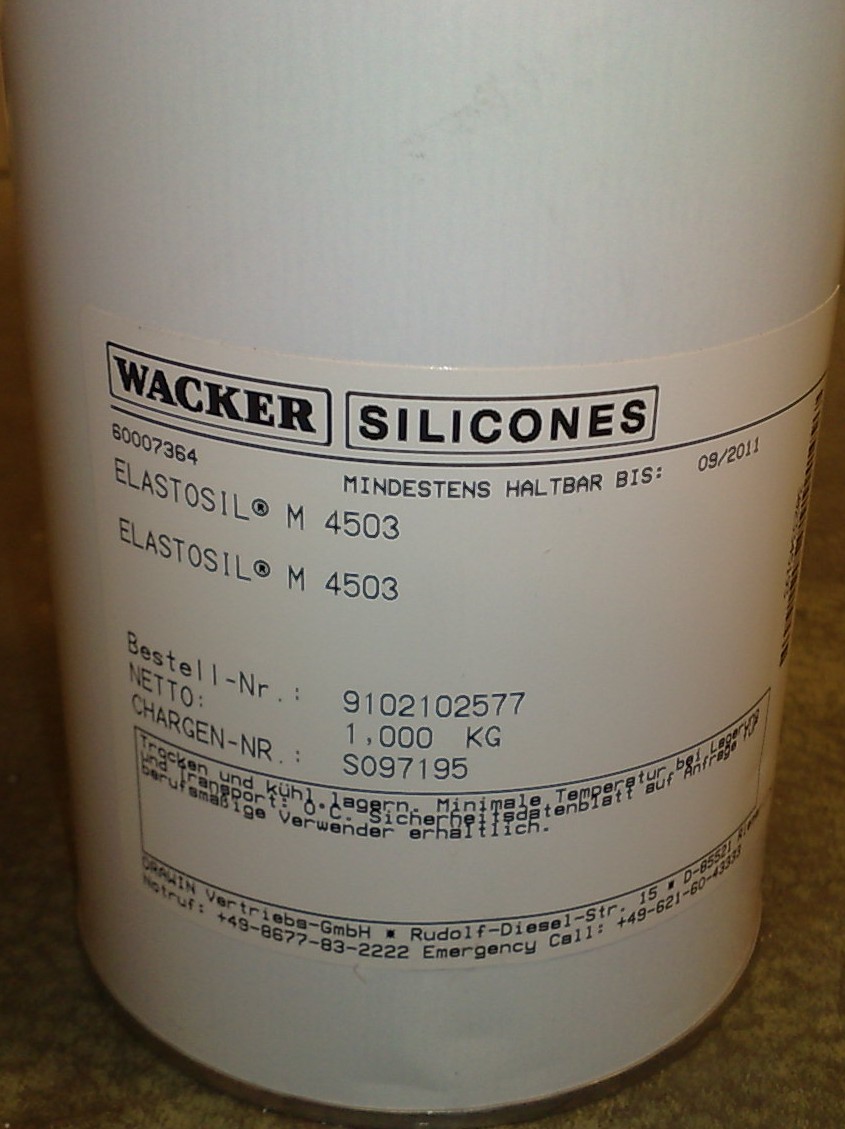 WACKER SILICONES
60007364
MINDESTENS HALTBAR BIS: 09/2011
ELASTOSIL® M 4503
ELASTOSIL® M 4503
Bestell-Nr.: 9102102577
NETTO: 1,000 KG
CHARGEN-NR.: S097195
Trocken und kühl lagern. Minimale Temperatur bei Lagerung
und Transport: 0.C. Sicherheitsdatenblatt auf Anfrage für
berufsmäßige Verwender erhältlich.
DRAWIN Vertriebs-GmbH * Rudolf-Diesel-Str. 15 * D-85521
Notruf: +49-8677-83-2222 Emergency Call: +49-621-60-43333